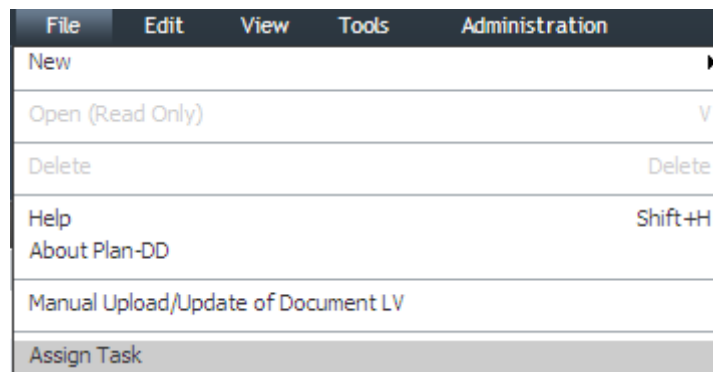 File Edit View Tools Administration
New
Open (Read Only) V
Delete Delete
Help Shift+H
About Plan-DD
Manual Upload/Update of Document LV
Assign Task